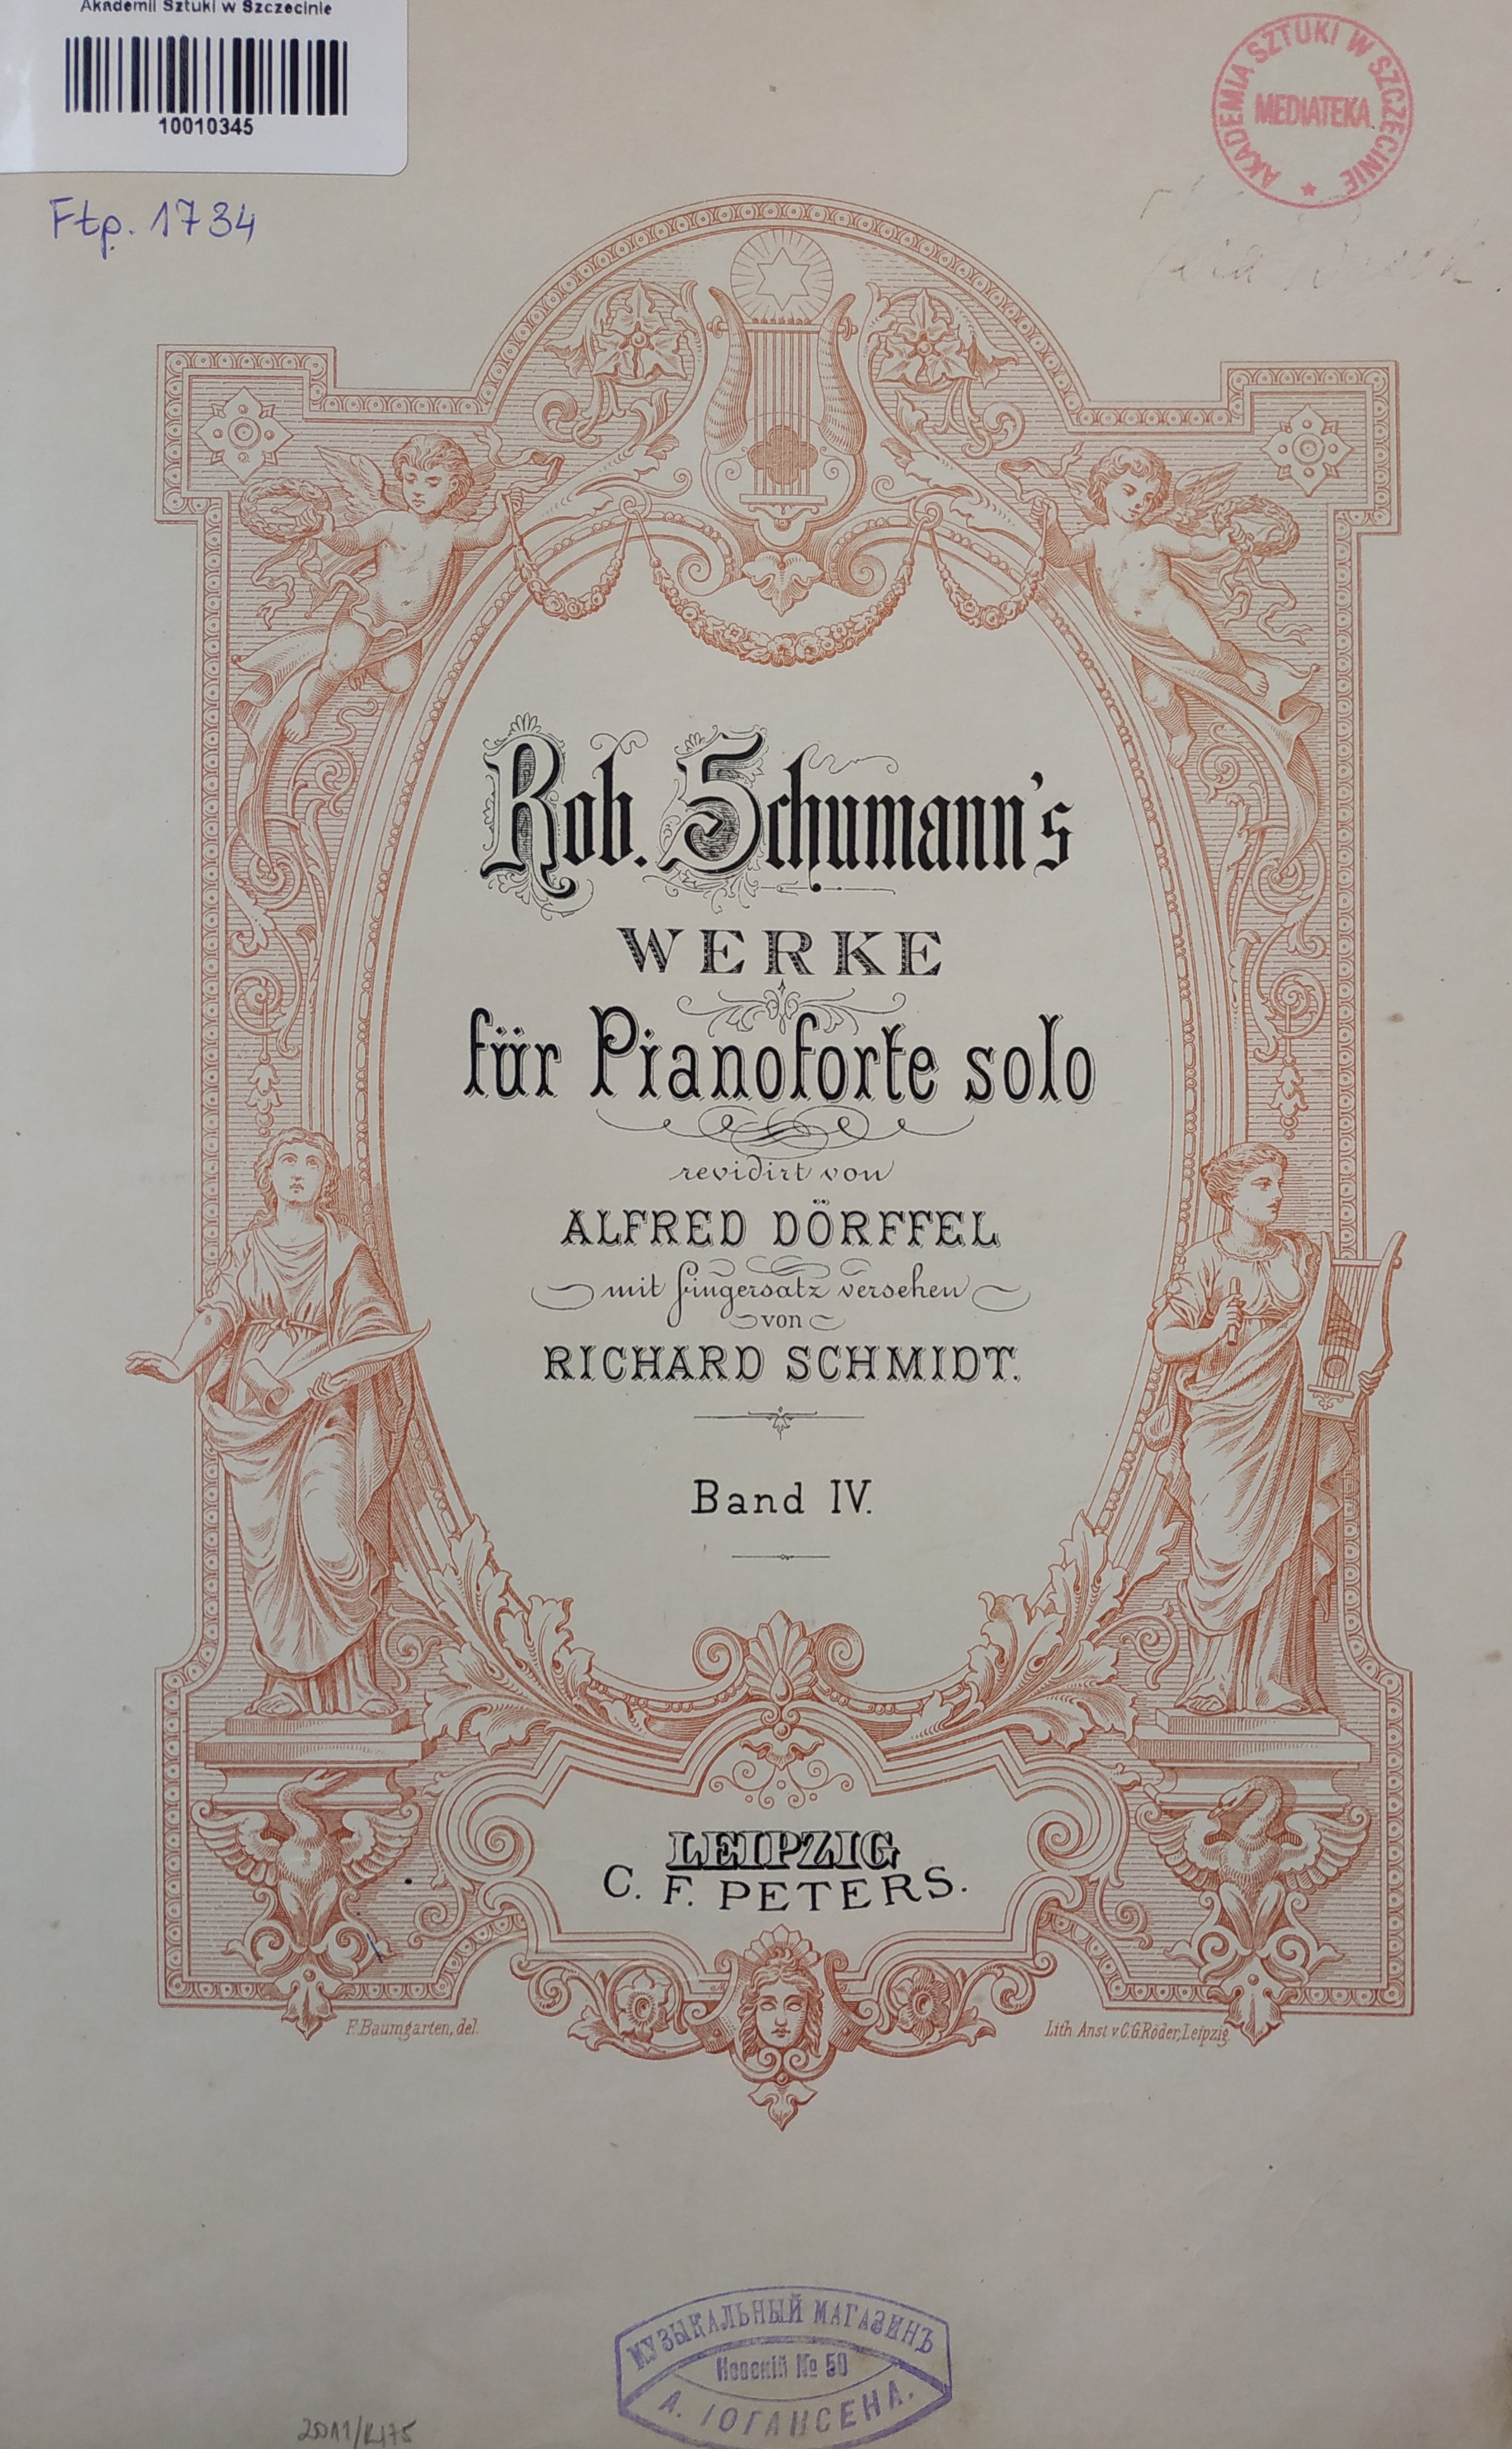 Akademii Sztuki w Szczecinie
10010345
AKADEMIA SZTUKI W SZCZECINIE
MEDIATEKA
Ftp. 1734
Rob. Schumann's
WERKE
für Pianoforte solo
revidirt von
ALFRED DÖRFFEL
mit Fingersatz versehen
von
RICHARD SCHMIDT.
Band IV.
LEIPZIG
C. F. PETERS.
F. Baumgarten, del.
Lith Anst v. C.G. Röder, Leipzig
МУЗЫКАЛЬНЫЙ МАГАЗИНЪ
Невскій № 50
А. ІОГАНСЕНА.